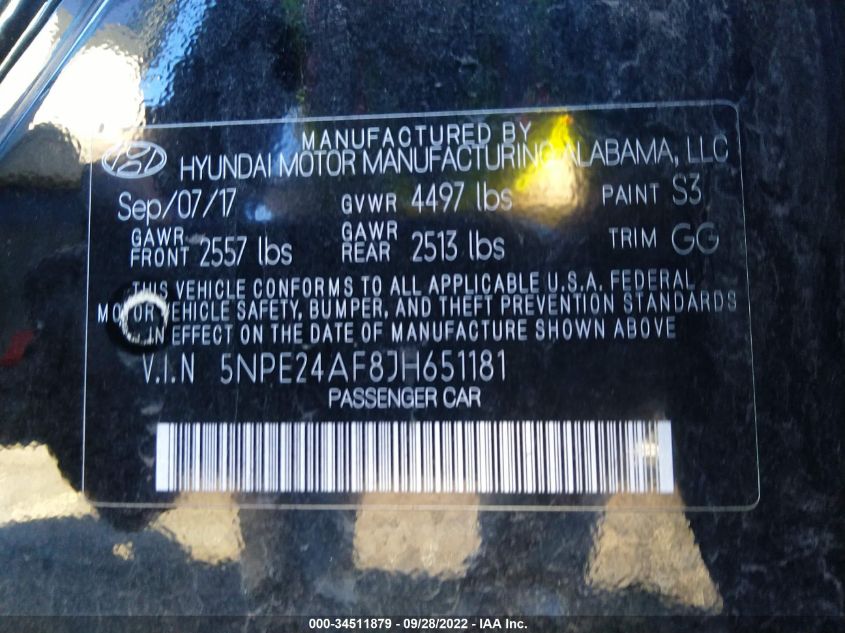 MANUFACTURED BY
HYUNDAI MOTOR MANUFACTURING ALABAMA, LLC
Sep/07/17 GVWR 4497 lbs PAINT S3
GAWR FRONT 2557 lbs GAWR REAR 2513 lbs TRIM GG
THIS VEHICLE CONFORMS TO ALL APPLICABLE U.S.A. FEDERAL
MOTOR VEHICLE SAFETY, BUMPER, AND THEFT PREVENTION STANDARDS
IN EFFECT ON THE DATE OF MANUFACTURE SHOWN ABOVE
V.I.N 5NPE24AF8JH651181
PASSENGER CAR
000-34511879 - 09/28/2022 - IAA Inc.